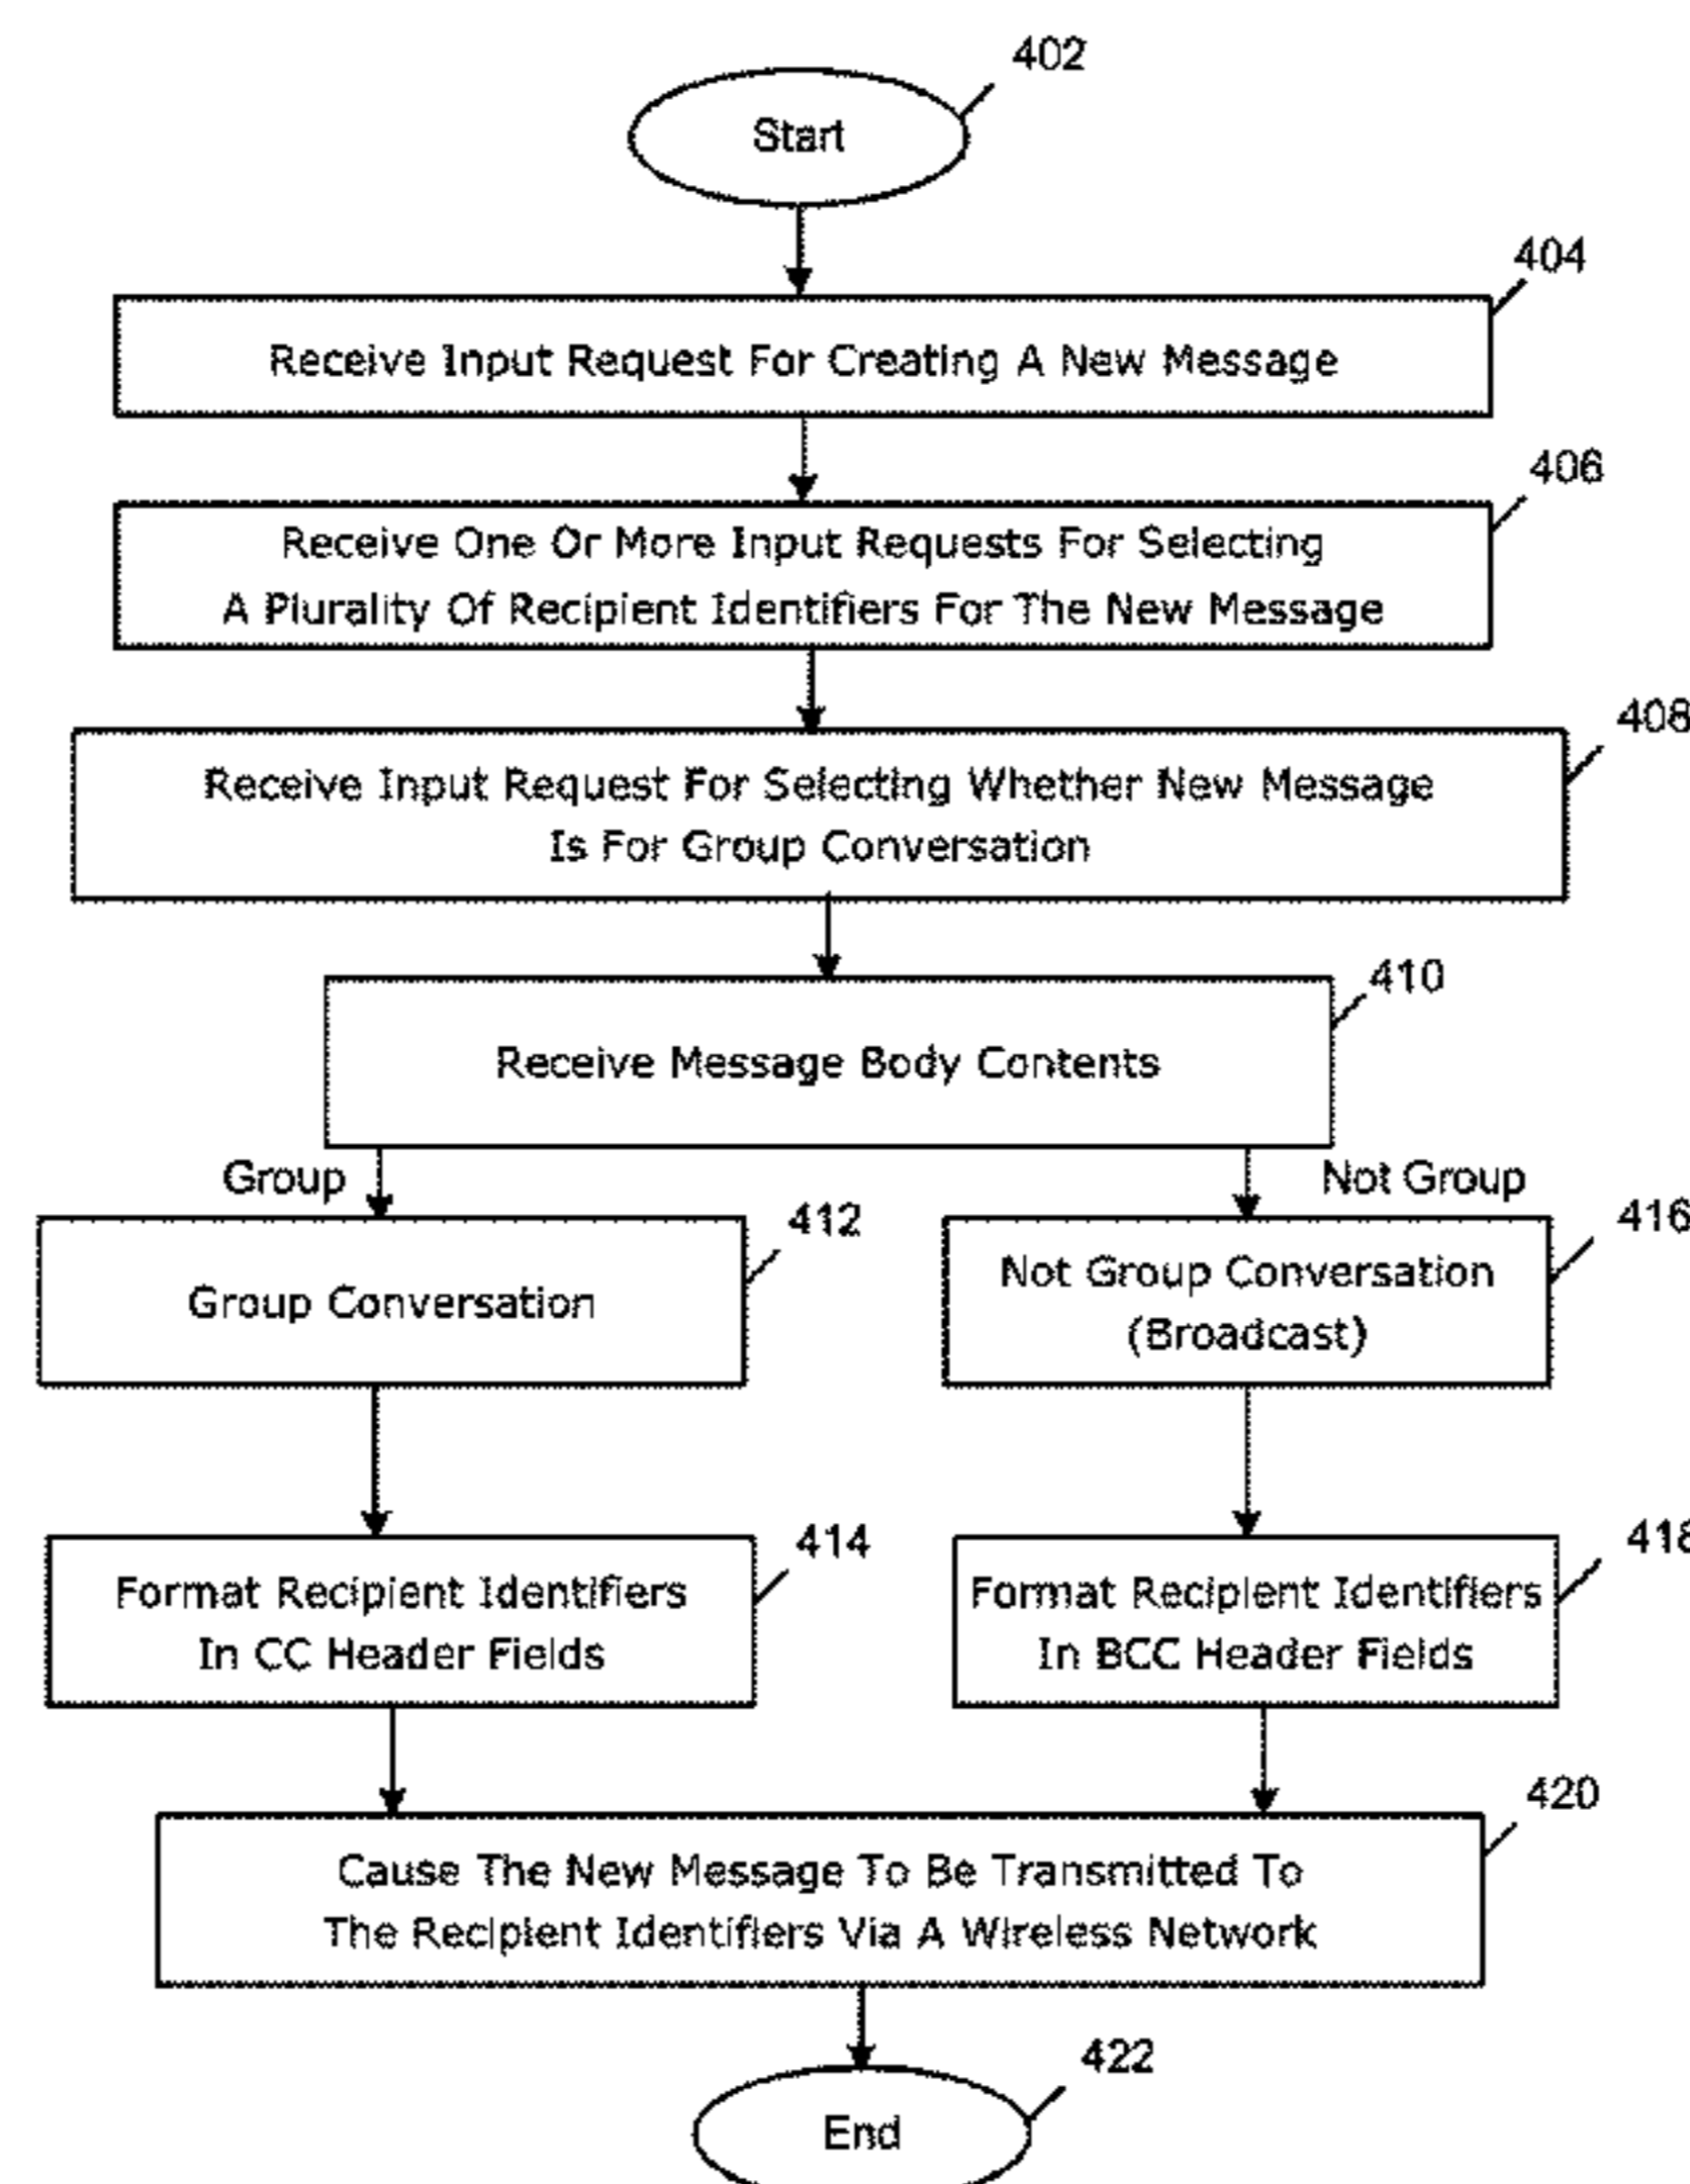 402
Start
404
Receive Input Request For Creating A New Message
406
Receive One Or More Input Requests For Selecting
A Plurality Of Recipient Identifiers For The New Message
408
Receive Input Request For Selecting Whether New Message
Is For Group Conversation
410
Receive Message Body Contents
Group
Not Group
412
Group Conversation
416
Not Group Conversation
(Broadcast)
414
Format Recipient Identifiers
In CC Header Fields
418
Format Recipient Identifiers
In BCC Header Fields
420
Cause The New Message To Be Transmitted To
The Recipient Identifiers Via A Wireless Network
422
End